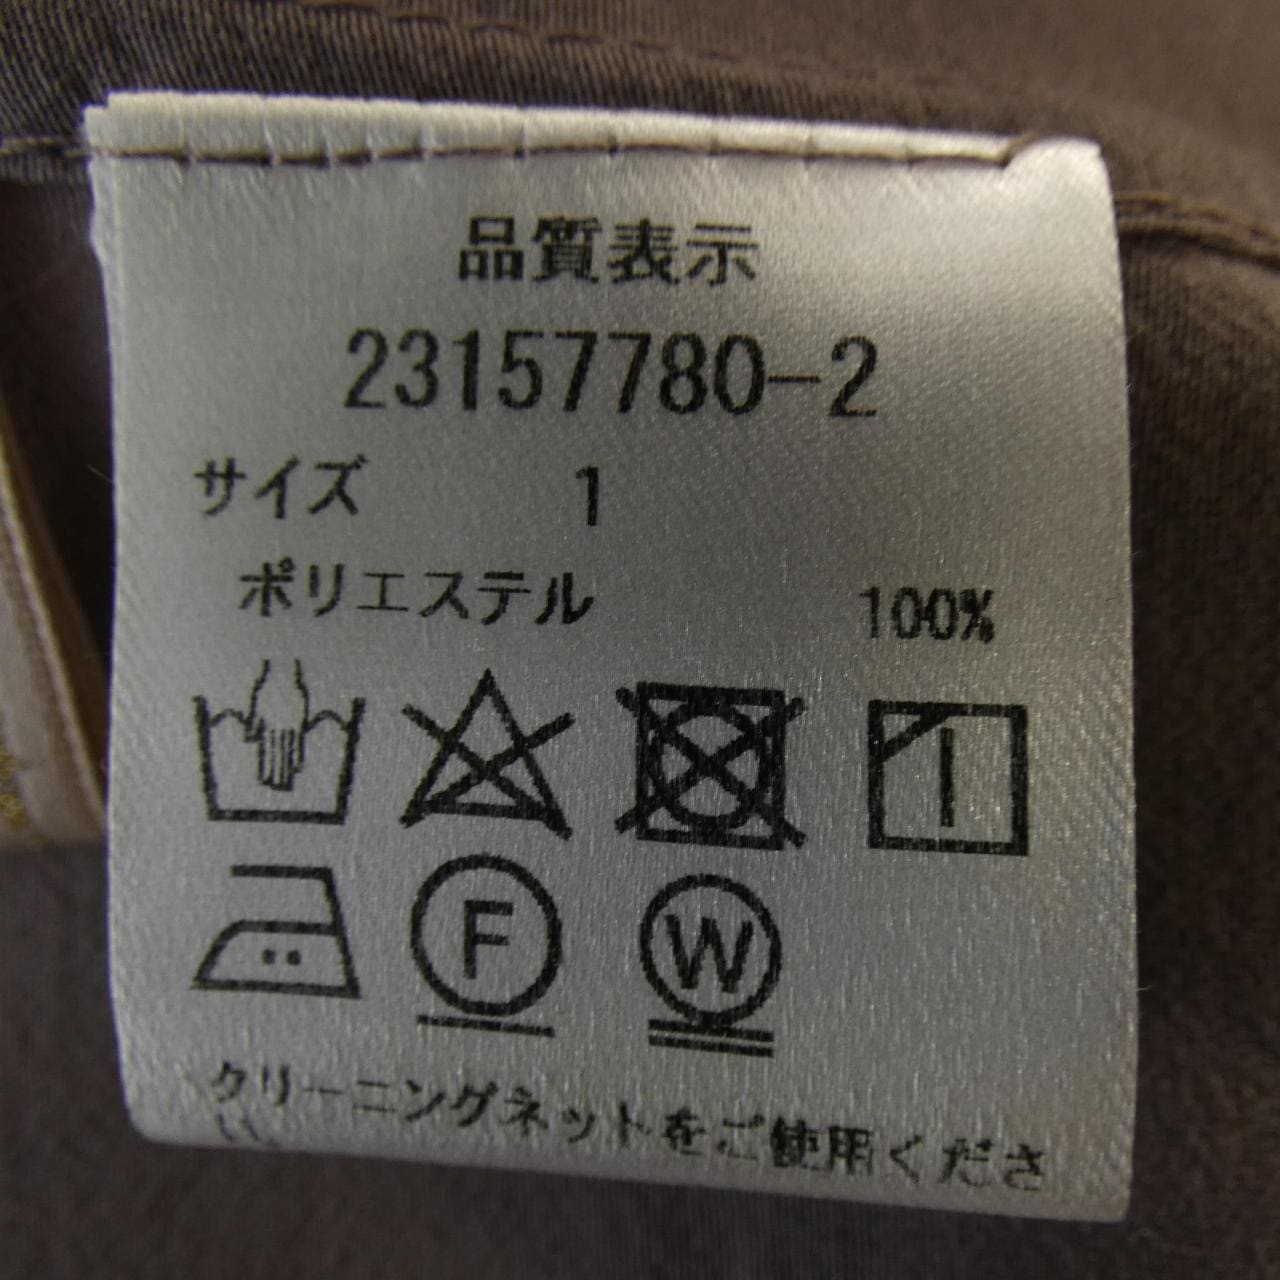 品質表示
23157780-2
サイズ 1
ポリエステル 100%
F W
クリーニングネットをご使用くださ
い。